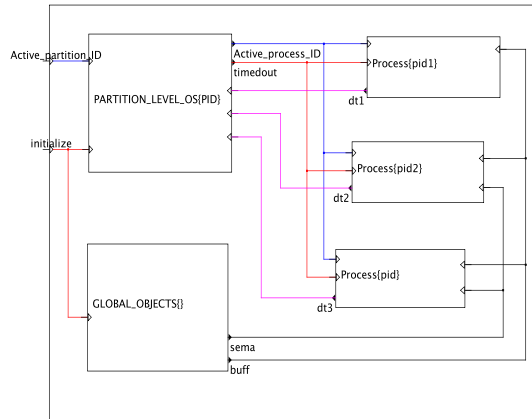 Active_partition_ID
Active_process_ID
timedout
Process{pid1}
PARTITION_LEVEL_OS{PID}
dt1
initialize
Process{pid2}
dt2
Process{pid}
GLOBAL_OBJECTS{}
dt3
sema
buff